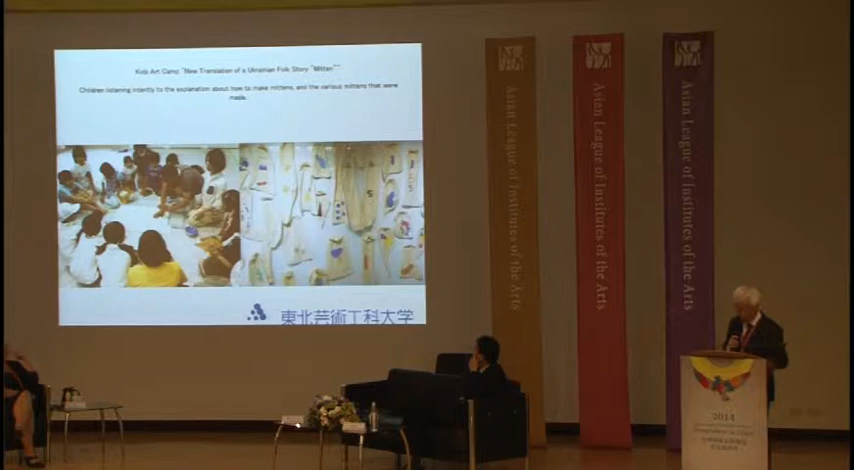 Kids Art Camp "New Translation of a Ukrainian Folk Story "Mitten""
Children listening intently to the explanation about how to make mittens, and the various mittens that were
made.
東北芸術工科大学
Asian League of Institutes of the Arts
Asian League of Institutes of the Arts
Asian League of Institutes of the Arts
2014